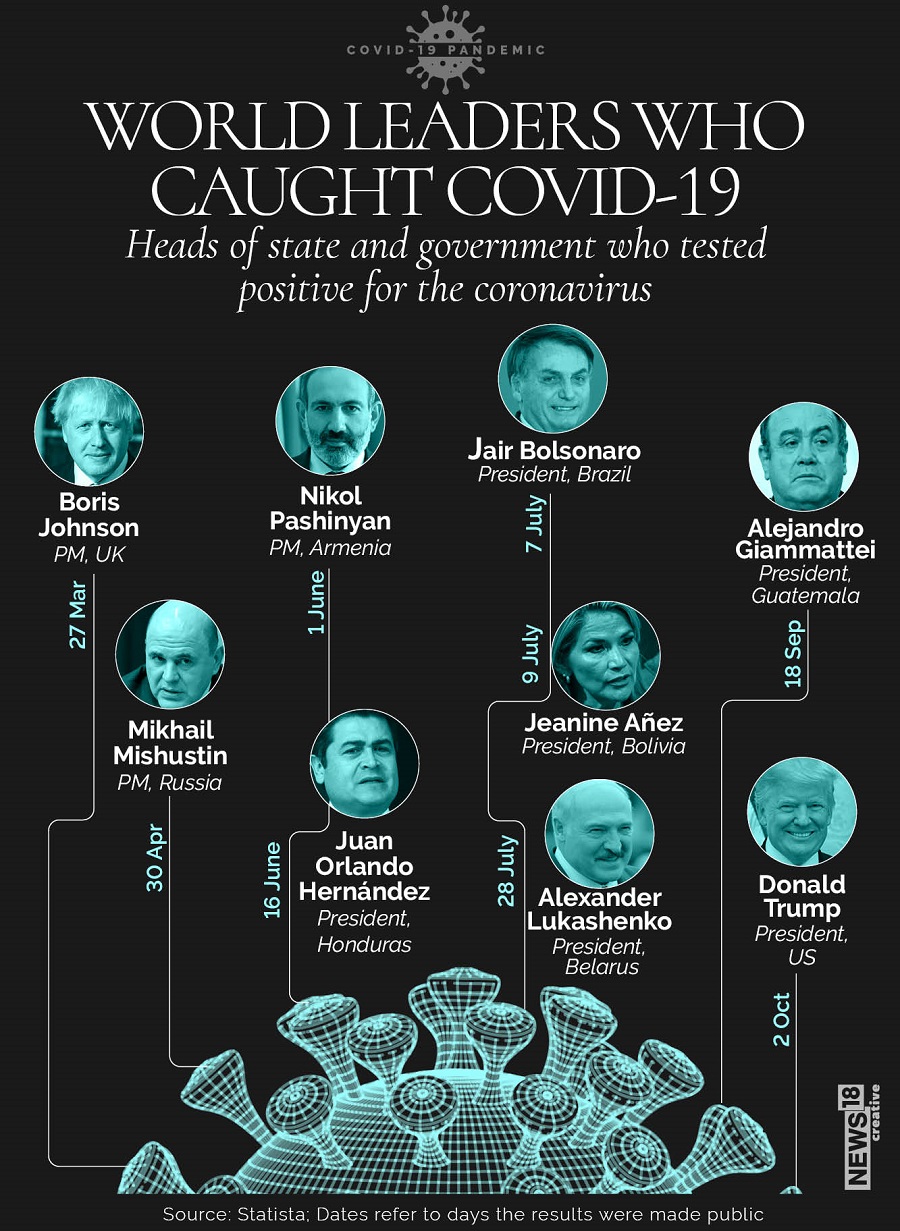 COVID-19 PANDEMIC
WORLD LEADERS WHO
CAUGHT COVID-19
Heads of state and government who tested
positive for the coronavirus
Boris
Johnson
PM, UK
27 Mar
Mikhail
Mishustin
PM, Russia
30 Apr
Nikol
Pashinyan
PM, Armenia
1 June
Juan
Orlando
Hernández
President,
Honduras
16 June
Jair Bolsonaro
President, Brazil
7 July
Jeanine Añez
President, Bolivia
9 July
Alexander
Lukashenko
President,
Belarus
28 July
Alejandro
Giammattei
President,
Guatemala
18 Sep
Donald
Trump
President,
US
2 Oct
NEWS18
creative
Source: Statista; Dates refer to days the results were made public